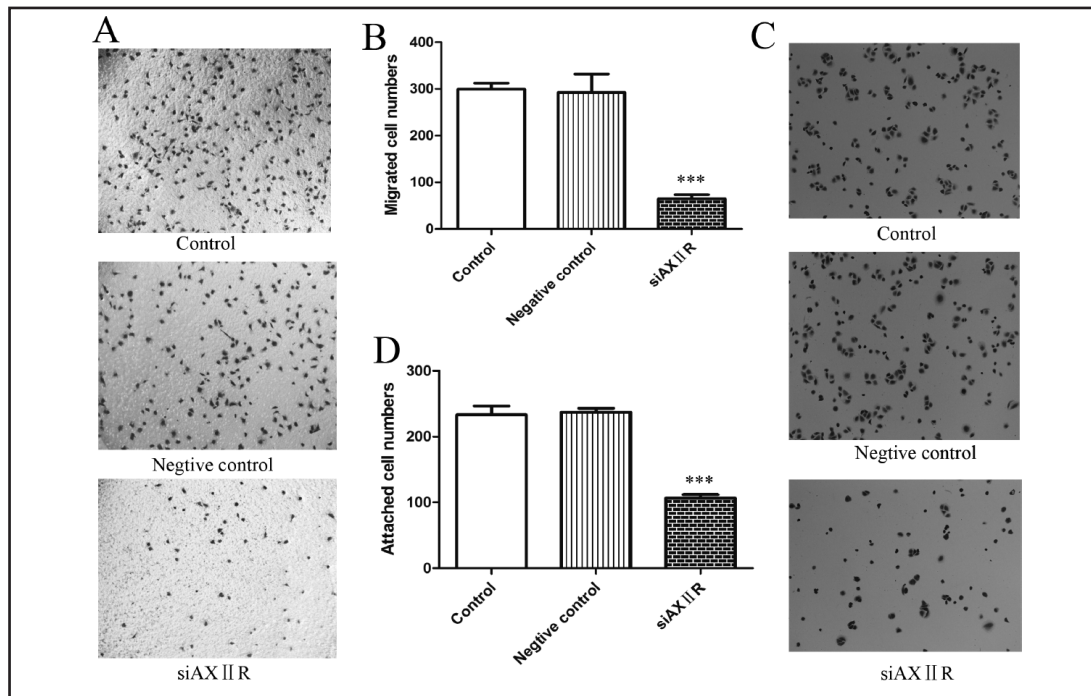 A
Control
Negtive control
siAXⅡR
B
Migrated cell numbers
400
300
200
100
0
***
Control
Negative control
siAXⅡR
C
Control
Negtive control
siAXⅡR
D
Attached cell numbers
300
200
100
0
***
Control
Negtive control
siAXⅡR